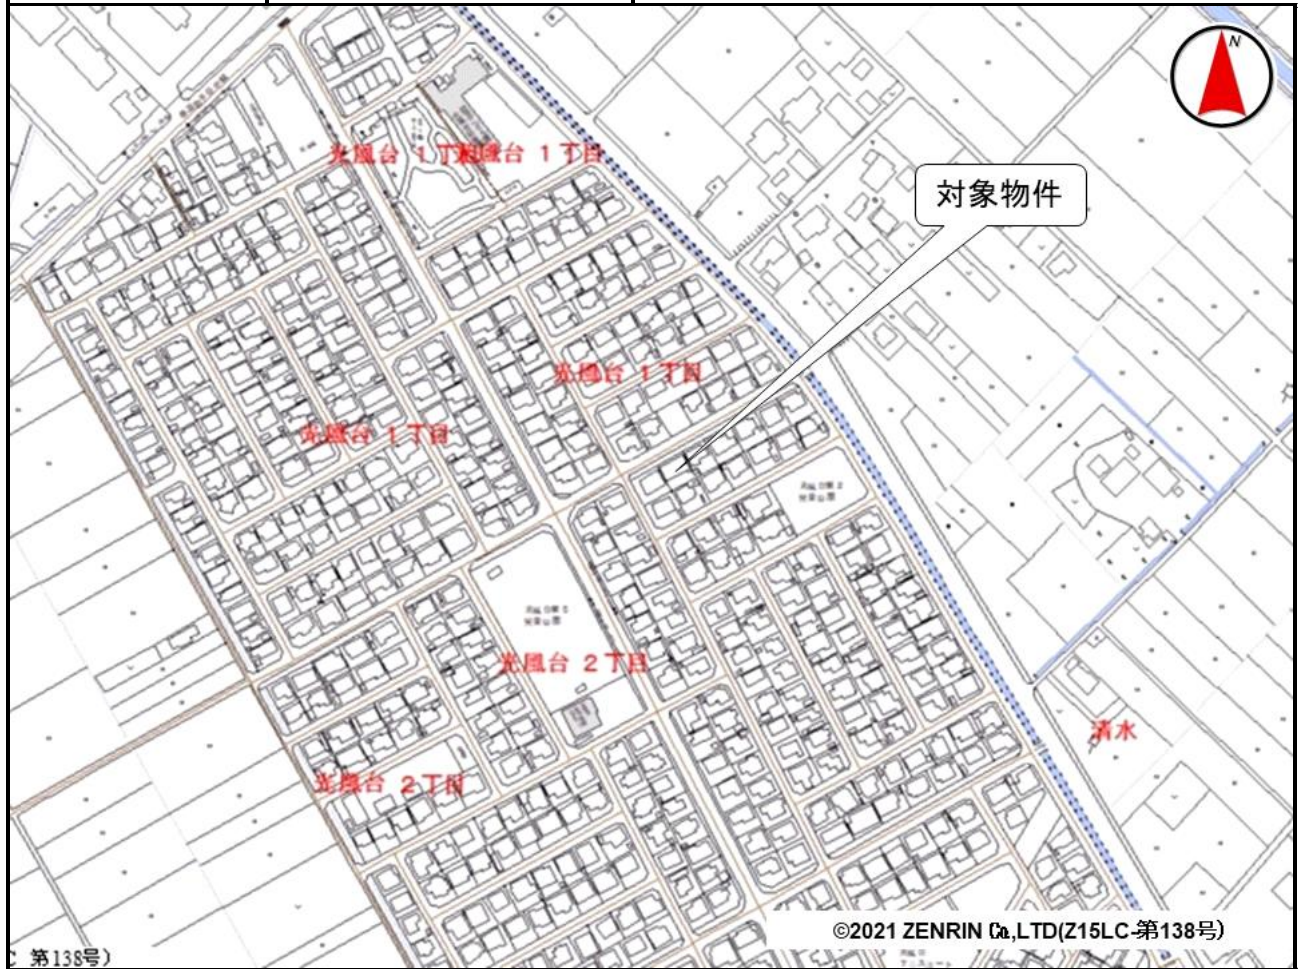 N
光風台 1丁目
光風台 1丁目
対象物件
光風台 1丁目
光風台 1丁目
光風台 2丁目
清水
光風台 2丁目
©2021 ZENRIN Co,LTD(Z15LC-第138号)
C 第138号)